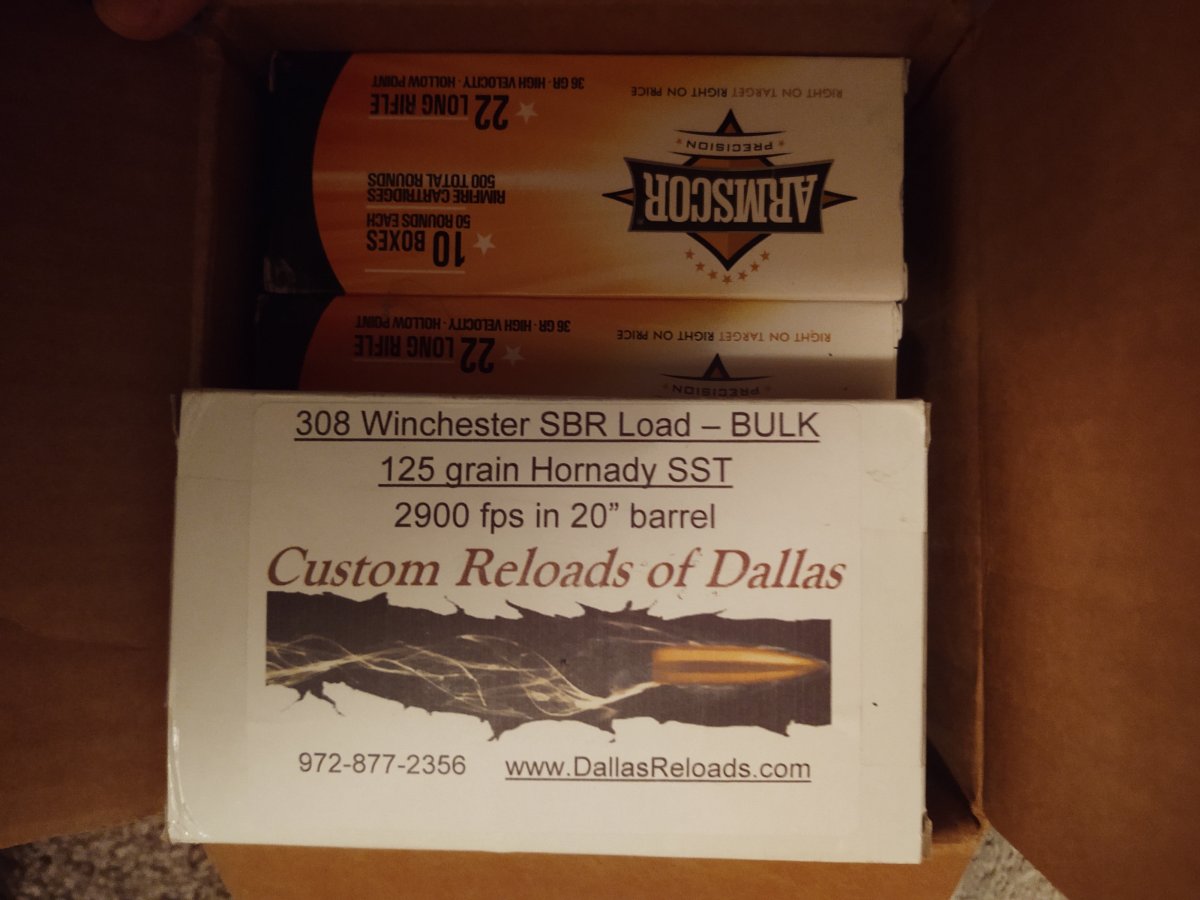 RIGHT ON TARGET RIGHT ON PRICE
PRECISION
ARMSCOR
10 BOXES
50 ROUNDS EACH
RIMFIRE CARTRIDGES
500 TOTAL ROUNDS
22 LONG RIFLE
36 GR - HIGH VELOCITY - HOLLOW POINT
PRECISION
RIGHT ON TARGET RIGHT ON PRICE
22 LONG RIFLE
36 GR - HIGH VELOCITY - HOLLOW POINT
308 Winchester SBR Load – BULK
125 grain Hornady SST
2900 fps in 20” barrel
Custom Reloads of Dallas
972-877-2356 www.DallasReloads.com